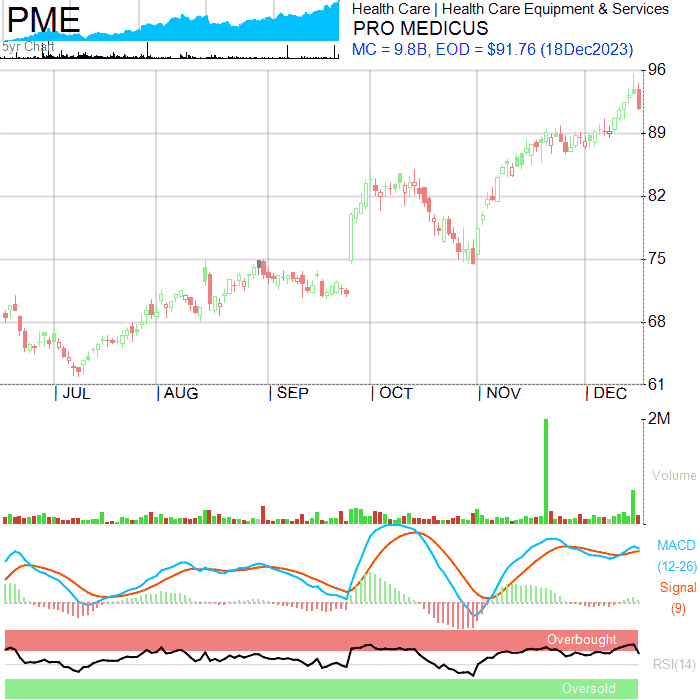 PME
5yr Chart
Health Care | Health Care Equipment & Services
PRO MEDICUS
MC = 9.8B, EOD = $91.76 (18Dec2023)
96
89
82
75
68
61
| JUL | AUG | SEP | OCT | NOV | DEC
2M
Volume
MACD
(12-26)
Signal
(9)
Overbought
RSI(14)
Oversold